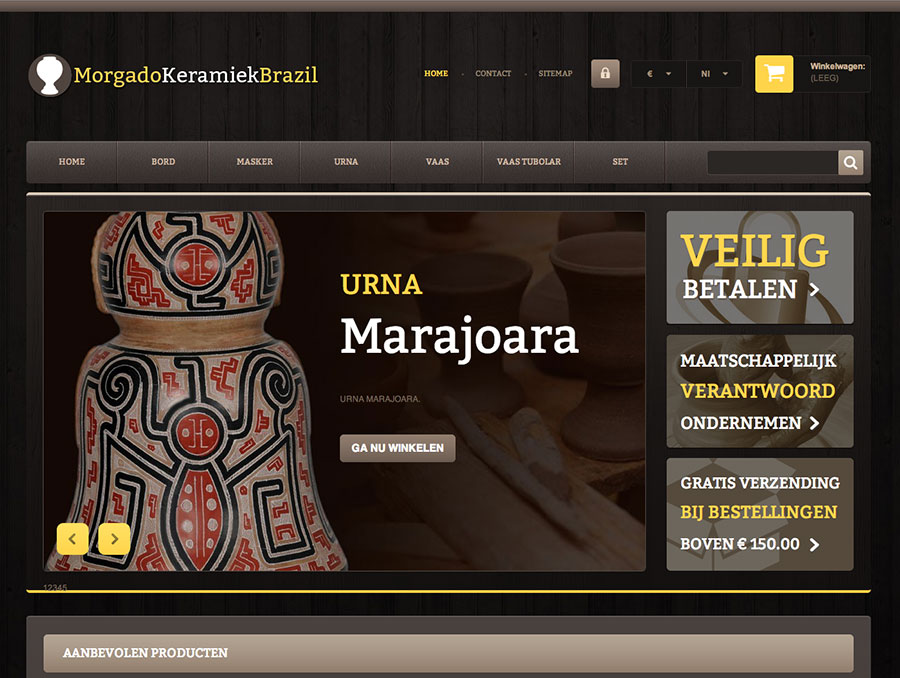 MorgadoKeramiekBrazil
HOME
CONTACT
SITEMAP
€
Nl
Winkelwagen:
(LEEG)
HOME
BORD
MASKER
URNA
VAAS
VAAS TUBOLAR
SET
URNA
Marajoara
URNA MARAJOARA.
GA NU WINKELEN
12345
VEILIG
BETALEN
MAATSCHAPPELIJK
VERANTWOORD
ONDERNEMEN
GRATIS VERZENDING
BIJ BESTELLINGEN
BOVEN € 150.00
AANBEVOLEN PRODUCTEN